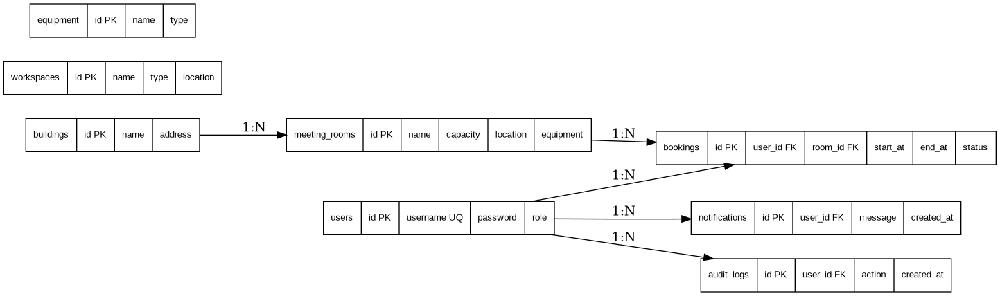 equipment id PK name type
workspaces id PK name type location
buildings id PK name address
1:N
meeting_rooms id PK name capacity location equipment
1:N
bookings id PK user_id FK room_id FK start_at end_at status
1:N
users id PK username UQ password role
1:N
notifications id PK user_id FK message created_at
1:N
audit_logs id PK user_id FK action created_at